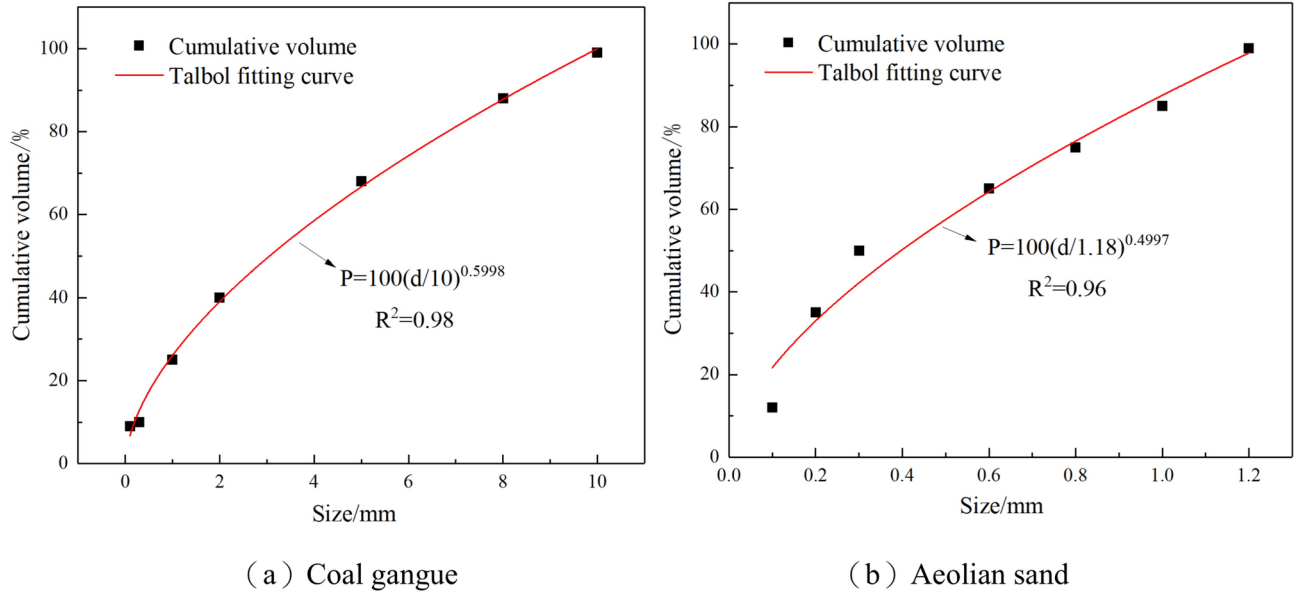 Cumulative volume
Talbol fitting curve
100
80
60
40
20
0
Cumulative volume/%
P=100(d/10)^0.5998
R^2=0.98
0 2 4 6 8 10
Size/mm
(a) Coal gangue
Cumulative volume
Talbol fitting curve
100
80
60
40
20
0
Cumulative volume/%
P=100(d/1.18)^0.4997
R^2=0.96
0.0 0.2 0.4 0.6 0.8 1.0 1.2
Size/mm
(b) Aeolian sand